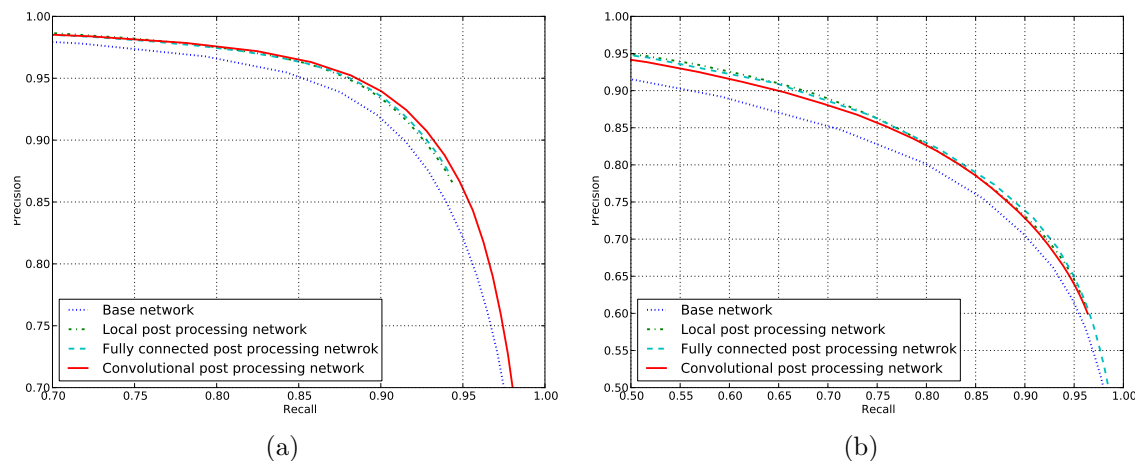 1.00
0.95
0.90
0.85
0.80
0.75
0.70
Precision
0.70 0.75 0.80 0.85 0.90 0.95 1.00
Recall
Base network
Local post processing network
Fully connected post processing netwrok
Convolutional post processing network
(a)
1.00
0.95
0.90
0.85
0.80
0.75
0.70
0.65
0.60
0.55
0.50
Precision
0.50 0.55 0.60 0.65 0.70 0.75 0.80 0.85 0.90 0.95 1.00
Recall
Base network
Local post processing network
Fully connected post processing netwrok
Convolutional post processing network
(b)